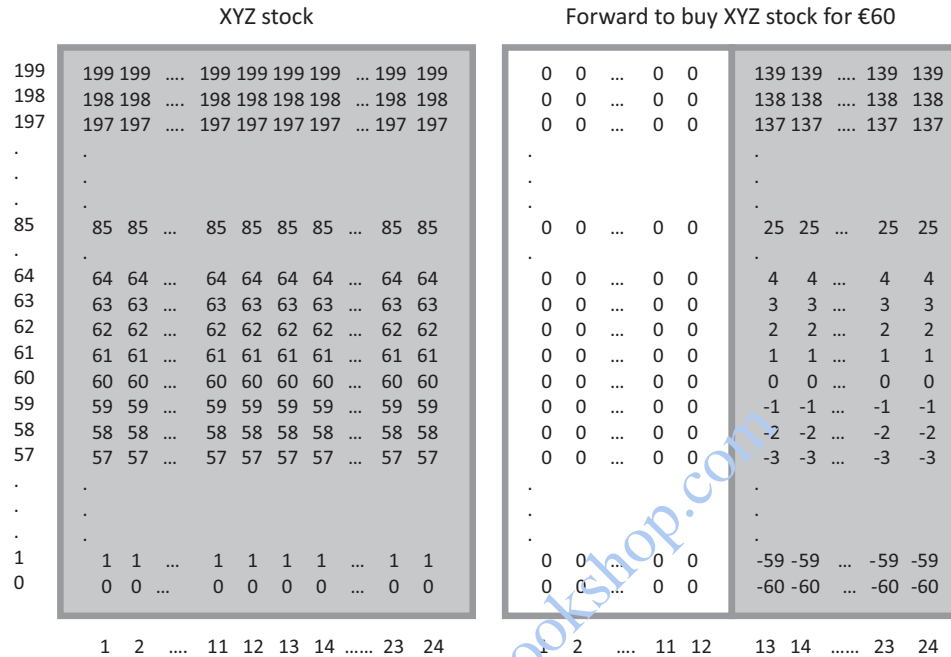 XYZ stock Forward to buy XYZ stock for €60
199 199 199 .... 199 199 199 199 ... 199 199 0 0 ... 0 0 139 139 .... 139 139
198 198 198 .... 198 198 198 198 ... 198 198 0 0 ... 0 0 138 138 .... 138 138
197 197 197 .... 197 197 197 197 ... 197 197 0 0 ... 0 0 137 137 .... 137 137
. . . .
. . . .
. . . .
85 85 85 ... 85 85 85 85 ... 85 85 0 0 ... 0 0 25 25 ... 25 25
. . . .
64 64 64 ... 64 64 64 64 ... 64 64 0 0 ... 0 0 4 4 ... 4 4
63 63 63 ... 63 63 63 63 ... 63 63 0 0 ... 0 0 3 3 ... 3 3
62 62 62 ... 62 62 62 62 ... 62 62 0 0 ... 0 0 2 2 ... 2 2
61 61 61 ... 61 61 61 61 ... 61 61 0 0 ... 0 0 1 1 ... 1 1
60 60 60 ... 60 60 60 60 ... 60 60 0 0 ... 0 0 0 0 ... 0 0
59 59 59 ... 59 59 59 59 ... 59 59 0 0 ... 0 0 -1 -1 ... -1 -1
58 58 58 ... 58 58 58 58 ... 58 58 0 0 ... 0 0 -2 -2 ... -2 -2
57 57 57 ... 57 57 57 57 ... 57 57 0 0 ... 0 0 -3 -3 ... -3 -3
. . . .
. . . .
. . . .
1 1 1 ... 1 1 1 1 ... 1 1 0 0 ... 0 0 -59 -59 ... -59 -59
0 0 0 ... 0 0 0 0 ... 0 0 0 0 ... 0 0 -60 -60 ... -60 -60
1 2 .... 11 12 13 14 ...... 23 24 1 2 .... 11 12 13 14 ...... 23 24
ookshop.com